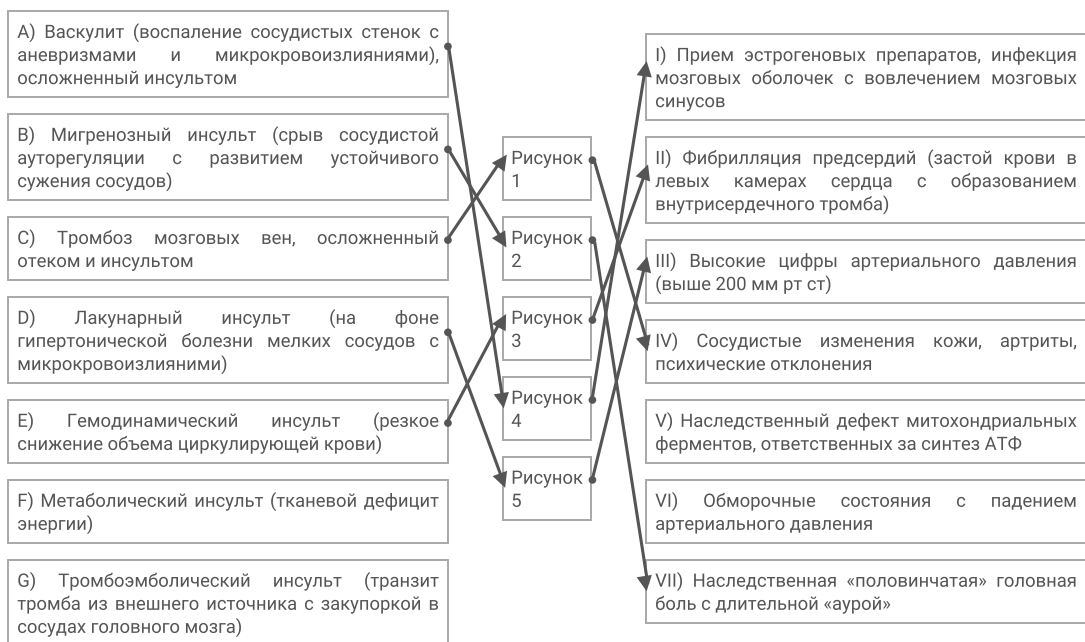 А) Васкулит (воспаление сосудистых стенок с
аневризмами и микрокровоизлияниями),
осложненный инсультом
В) Мигренозный инсульт (срыв сосудистой
ауторегуляции с развитием устойчивого
сужения сосудов)
С) Тромбоз мозговых вен, осложненный
отеком и инсультом
D) Лакунарный инсульт (на фоне
гипертонической болезни мелких сосудов с
микрокровоизлияними)
Е) Гемодинамический инсульт (резкое
снижение объема циркулирующей крови)
F) Метаболический инсульт (тканевой дефицит
энергии)
G) Тромбоэмболический инсульт (транзит
тромба из внешнего источника с закупоркой в
сосудах головного мозга)
Рисунок
1
Рисунок
2
Рисунок
3
Рисунок
4
Рисунок
5
I) Прием эстрогеновых препаратов, инфекция
мозговых оболочек с вовлечением мозговых
синусов
II) Фибрилляция предсердий (застой крови в
левых камерах сердца с образованием
внутрисердечного тромба)
III) Высокие цифры артериального давления
(выше 200 мм рт ст)
IV) Сосудистые изменения кожи, артриты,
психические отклонения
V) Наследственный дефект митохондриальных
ферментов, ответственных за синтез АТФ
VI) Обморочные состояния с падением
артериального давления
VII) Наследственная «половинчатая» головная
боль с длительной «аурой»